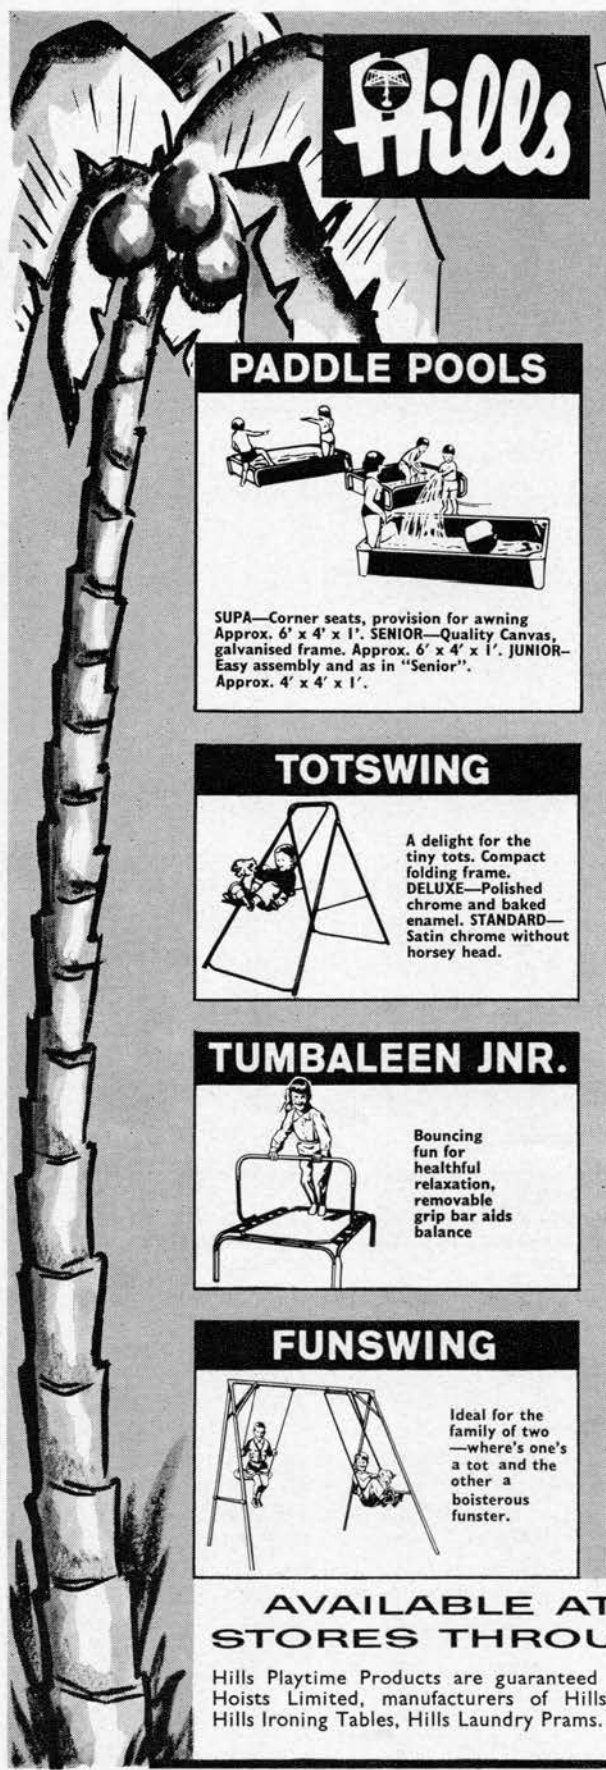 Hills
PADDLE POOLS
SUPA—Corner seats, provision for awning
Approx. 6' x 4' x 1'. SENIOR—Quality Canvas,
galvanised frame. Approx. 6' x 4' x 1'. JUNIOR—
Easy assembly and as in "Senior".
Approx. 4' x 4' x 1'.
TOTSWING
A delight for the
tiny tots. Compact
folding frame.
DELUXE—Polished
chrome and baked
enamel. STANDARD—
Satin chrome without
horsey head.
TUMBALEEN JNR.
Bouncing
fun for
healthful
relaxation,
removable
grip bar aids
balance
FUNSWING
Ideal for the
family of two
—where's one's
a tot and the
other a
boisterous
funster.
AVAILABLE AT
STORES THROU
Hills Playtime Products are guaranteed
Hoists Limited, manufacturers of Hills
Hills Ironing Tables, Hills Laundry Prams.